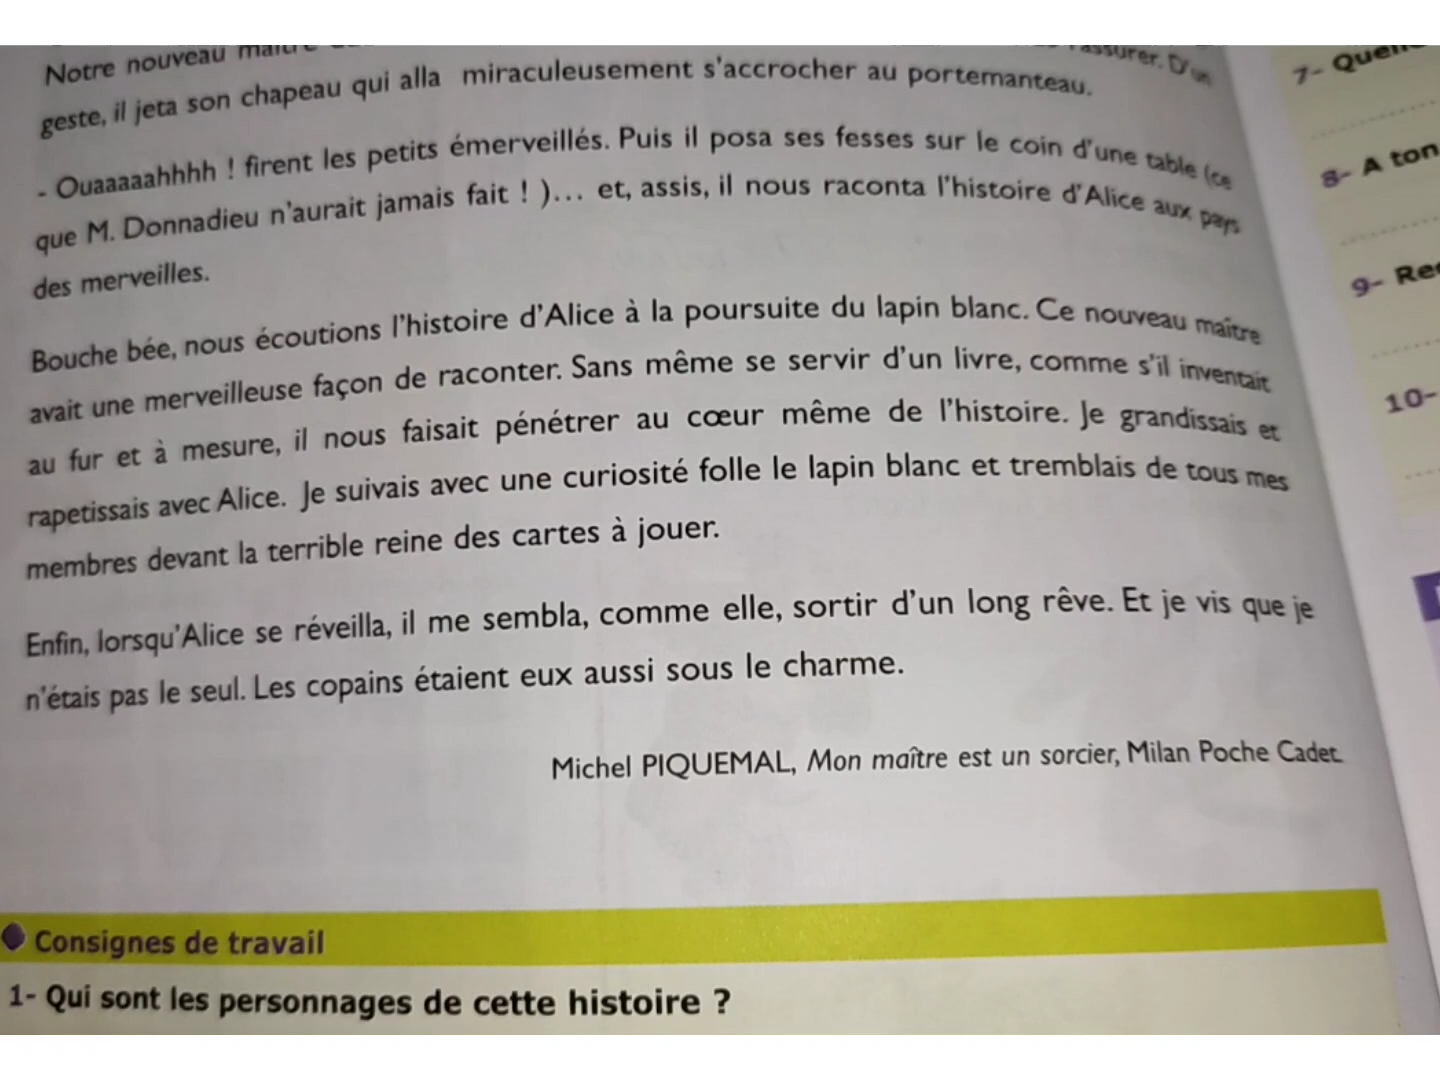 Notre nouveau maître
rassurer. D'un
geste, il jeta son chapeau qui alla miraculeusement s'accrocher au portemanteau.
- Ouaaaaahhhh ! firent les petits émerveillés. Puis il posa ses fesses sur le coin d'une table (ce
que M. Donnadieu n'aurait jamais fait ! )... et, assis, il nous raconta l'histoire d'Alice aux pays
des merveilles.
Bouche bée, nous écoutions l'histoire d'Alice à la poursuite du lapin blanc. Ce nouveau maître
avait une merveilleuse façon de raconter. Sans même se servir d'un livre, comme s'il inventait
au fur et à mesure, il nous faisait pénétrer au cœur même de l'histoire. Je grandissais et
rapetissais avec Alice. Je suivais avec une curiosité folle le lapin blanc et tremblais de tous mes
membres devant la terrible reine des cartes à jouer.
Enfin, lorsqu'Alice se réveilla, il me sembla, comme elle, sortir d'un long rêve. Et je vis que je
n'étais pas le seul. Les copains étaient eux aussi sous le charme.
Michel PIQUEMAL, Mon maître est un sorcier, Milan Poche Cadet
Consignes de travail
1- Qui sont les personnages de cette histoire ?
7- Quell
8- A ton
9- Re
10-